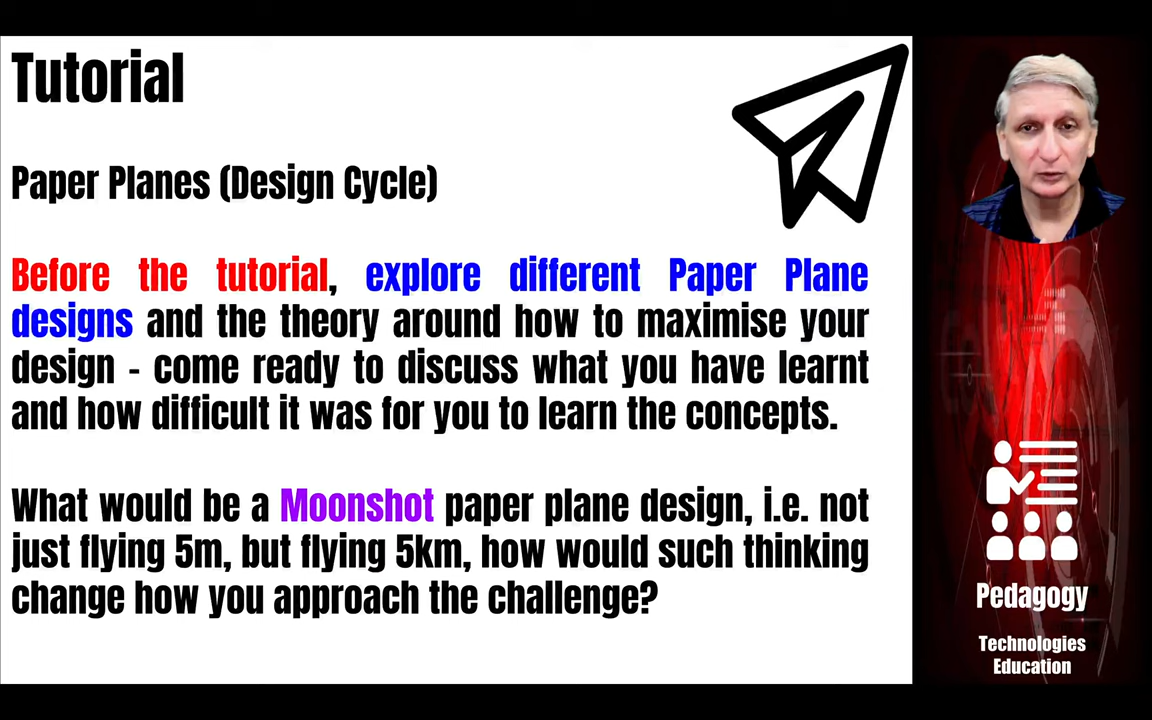 Tutorial
Paper Planes (Design Cycle)
Before the tutorial, explore different Paper Plane
designs and the theory around how to maximise your
design - come ready to discuss what you have learnt
and how difficult it was for you to learn the concepts.
What would be a Moonshot paper plane design, i.e. not
just flying 5m, but flying 5km, how would such thinking
change how you approach the challenge?
Pedagogy
Technologies
Education